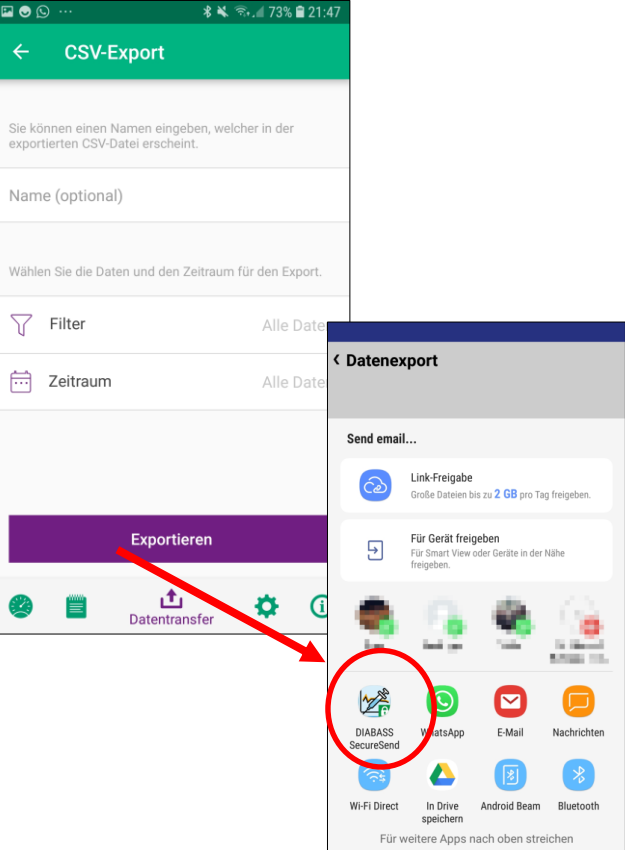 73% 21:47
CSV-Export
Sie können einen Namen eingeben, welcher in der
exportierten CSV-Datei erscheint.
Name (optional)
Wählen Sie die Daten und den Zeitraum für den Export.
Filter
Alle Date
Zeitraum
Alle Date
Exportieren
Datentransfer
Datenexport
Send email...
Link-Freigabe
Große Dateien bis zu 2 GB pro Tag freigeben.
Für Gerät freigeben
Für Smart View oder Geräte in der Nähe
freigeben.
DIABASS
SecureSend
WhatsApp
E-Mail
Nachrichten
Wi-Fi Direct
In Drive
speichern
Android Beam
Bluetooth
Für weitere Apps nach oben streichen